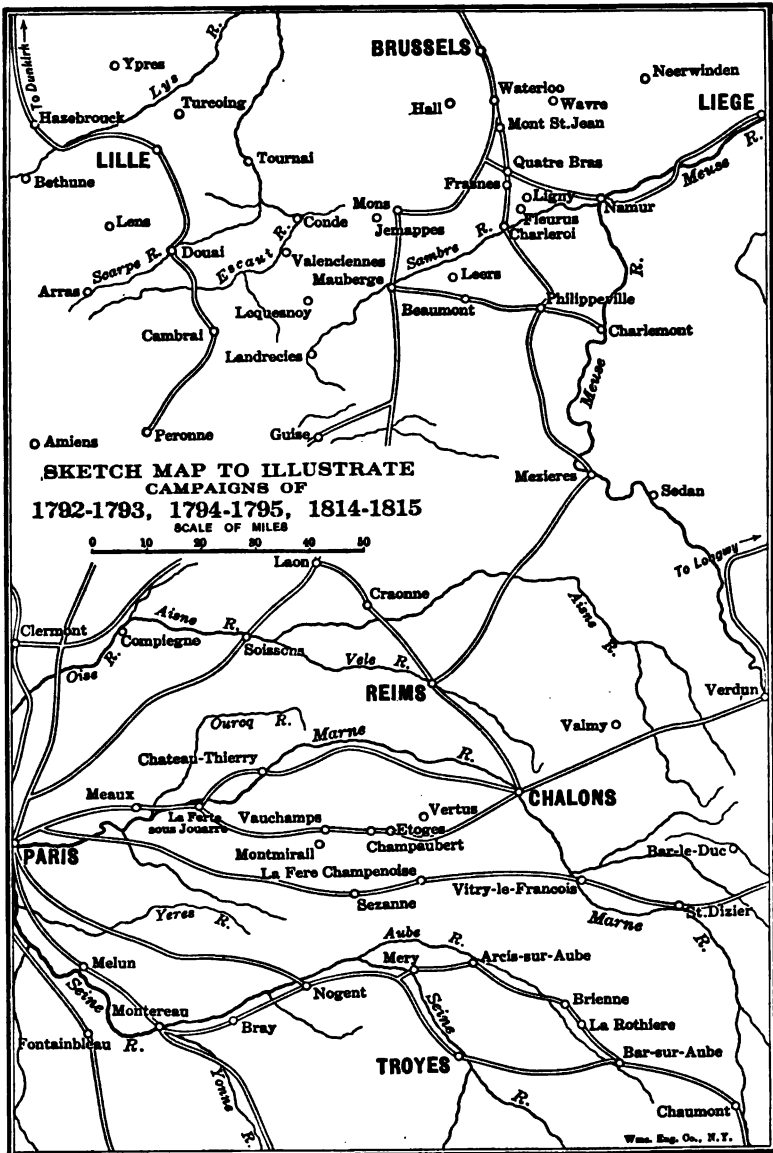 To Dunkirk
Ypres
Lys R.
BRUSSELS
Neerwinden
Hazebrouck
Turcoing
Hall
Waterloo
Wavre
LIEGE
Mont St. Jean
LILLE
Tournai
Quatre Bras
Meuse R.
Bethune
Frasnes
Ligny
Namur
Lens
Conde
Mons
Jemappes
Fleurus
Charleroi
Scarpe R.
Douai
Escaut R.
Valenciennes
Sambre R.
Arras
Mauberge
Leers
R.
Loquesnoy
Beaumont
Philippeville
Cambrai
Charlemont
Landrecies
Meuse
Amiens
Peronne
Guise
SKETCH MAP TO ILLUSTRATE
CAMPAIGNS OF
1792-1793, 1794-1795, 1814-1815
SCALE OF MILES
0 10 20 30 40 50
Mezieres
Sedan
Laon
To Longwy
Craonne
Clermont
Aisne R.
Compiegne
Aisne R.
Oise R.
Soissons
Vele R.
REIMS
Verdun
Ourcq R.
Marne R.
Valmy
Chateau-Thierry
Meaux
La Ferte
sous Jouarre
Vauchamps
Vertus
CHALONS
Etoges
Champaubert
Montmirail
PARIS
Bar-le-Duc
La Fere Champenoise
Vitry-le-Francois
Sezanne
St. Dizier
Yeres R.
Marne R.
Aube R.
Melun
Mery
Arcis-sur-Aube
Seine R.
Nogent
Brienne
Montereau
Bray
Seine R.
La Rothiere
Fontainbleau
TROYES
Bar-sur-Aube
Yonne R.
Chaumont
Wms. Eng. Co., N.Y.